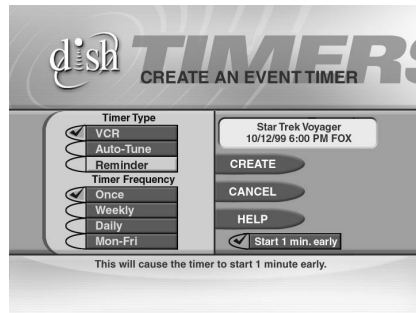 dish
TIMERS
CREATE AN EVENT TIMER
Timer Type
VCR
Auto-Tune
Reminder
Timer Frequency
Once
Weekly
Daily
Mon-Fri
Star Trek Voyager
10/12/99 6:00 PM FOX
CREATE
CANCEL
HELP
Start 1 min. early
This will cause the timer to start 1 minute early.